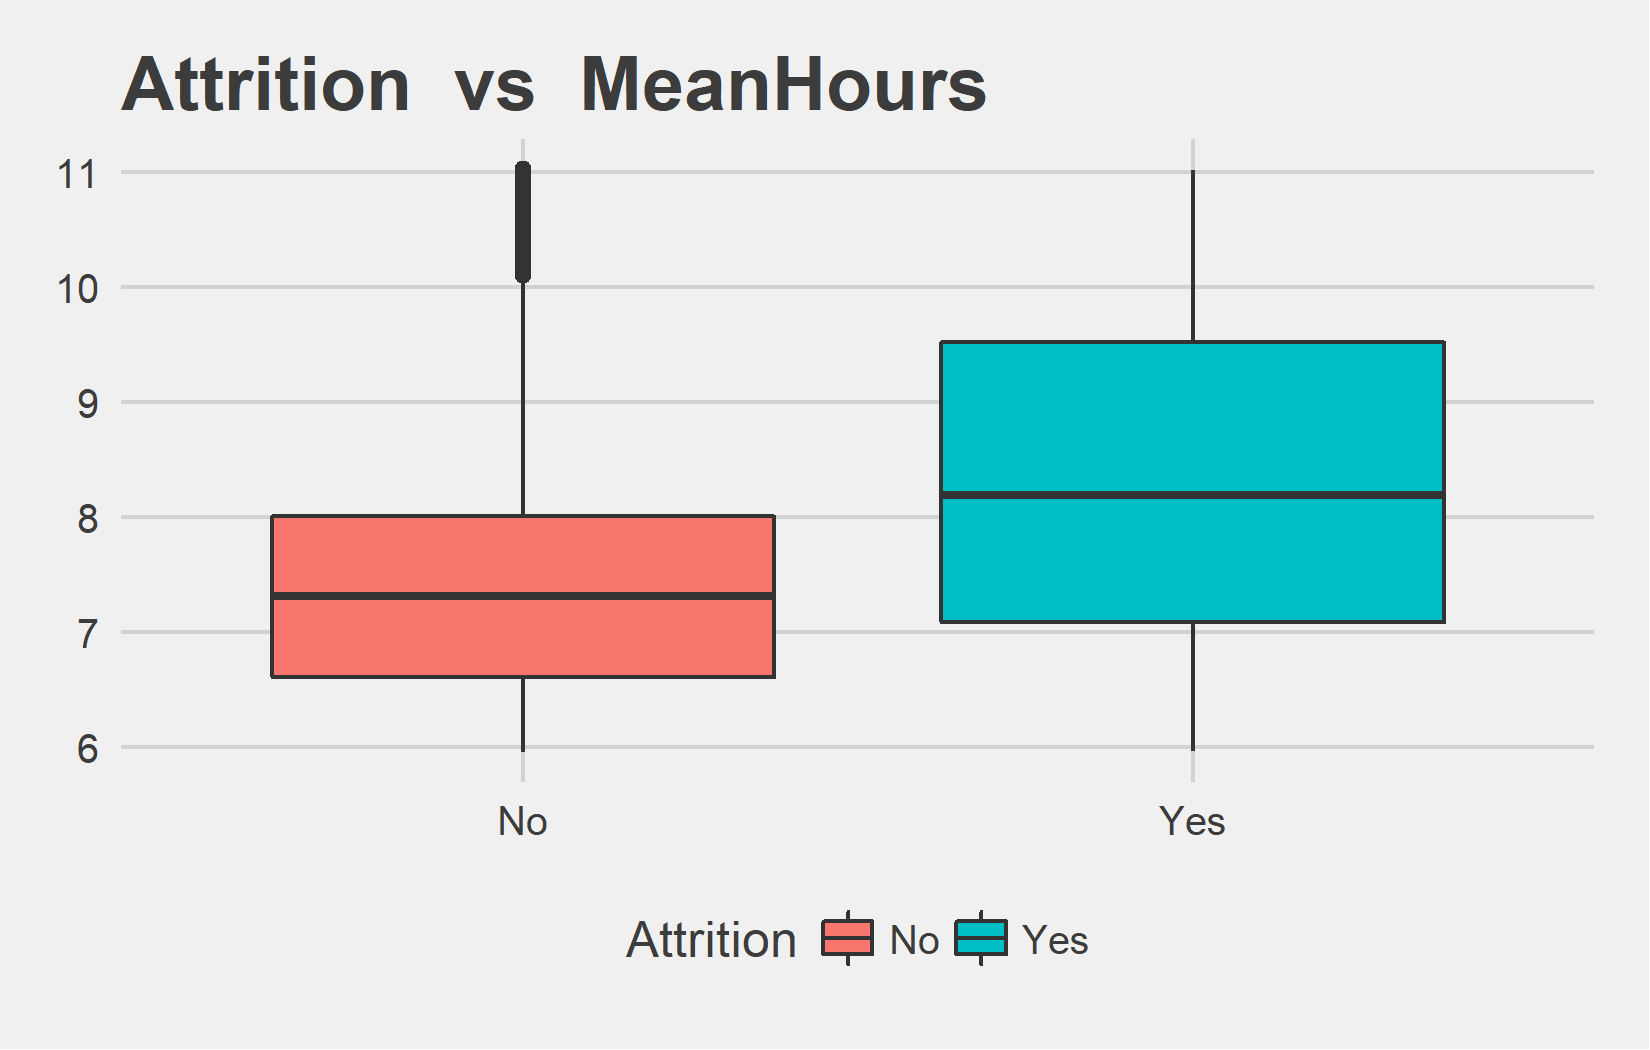 Attrition vs MeanHours
11
10
9
8
7
6
No Yes
Attrition No Yes